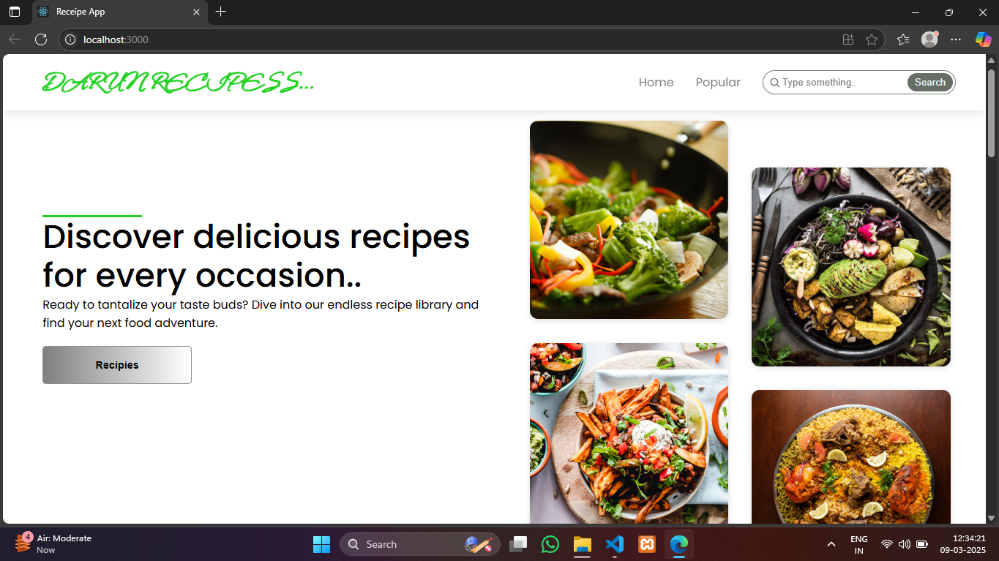 Receipe App
localhost:3000
DARUN RECIPESS...
Home
Popular
Type something..
Search
Discover delicious recipes
for every occasion..
Ready to tantalize your taste buds? Dive into our endless recipe library and
find your next food adventure.
Recipies
4
Air: Moderate
Now
Search
ENG
IN
12:34:21
09-03-2025